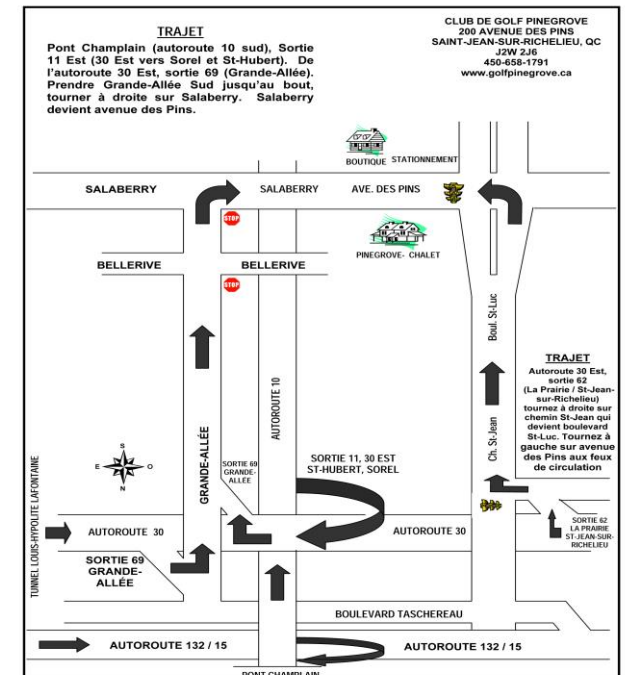 TRAJET
Pont Champlain (autoroute 10 sud), Sortie
11 Est (30 Est vers Sorel et St-Hubert). De
l'autoroute 30 Est, sortie 69 (Grande-Allée).
Prendre Grande-Allée Sud jusqu'au bout,
tourner à droite sur Salaberry. Salaberry
devient avenue des Pins.
CLUB DE GOLF PINEGROVE
200 AVENUE DES PINS
SAINT-JEAN-SUR-RICHELIEU, QC
J2W 2J6
450-658-1791
www.golfpinegrove.ca
BOUTIQUE STATIONNEMENT
SALABERRY
SALABERRY
AVE. DES PINS
STOP
PINEGROVE- CHALET
BELLERIVE
BELLERIVE
STOP
Boul. St-Luc
Ch. St-Jean
TRAJET
Autoroute 30 Est,
sortie 62
(La Prairie / St-Jean-
sur-Richelieu)
tournez à droite sur
chemin St-Jean qui
devient boulevard
St-Luc. Tournez à
gauche sur avenue
des Pins aux feux
de circulation
AUTOROUTE 10
GRANDE-ALLÉE
S
E
O
N
SORTIE 69
GRANDE-
ALLÉE
SORTIE 11, 30 EST
ST-HUBERT, SOREL
TUNNEL LOUIS-HYPOLITE LAFONTAINE
AUTOROUTE 30
AUTOROUTE 30
SORTIE 62
LA PRAIRIE
ST-JEAN-SUR-
RICHELIEU
SORTIE 69
GRANDE-
ALLÉE
BOULEVARD TASCHEREAU
AUTOROUTE 132 / 15
AUTOROUTE 132 / 15
PONT CHAMPLAIN